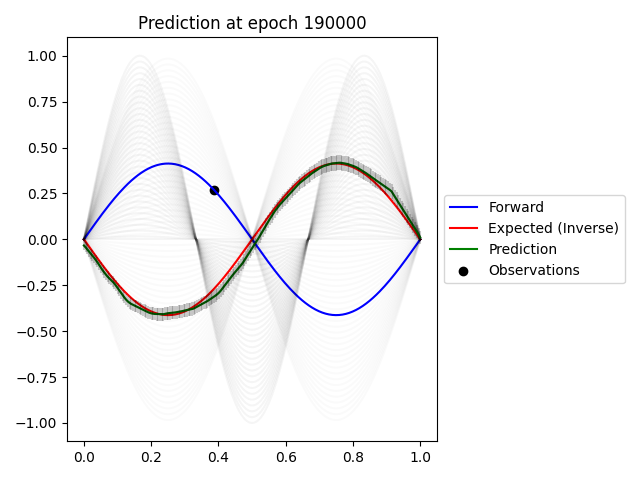 Prediction at epoch 190000
1.00
0.75
0.50
0.25
0.00
−0.25
−0.50
−0.75
−1.00
0.0 0.2 0.4 0.6 0.8 1.0
Forward
Expected (Inverse)
Prediction
Observations